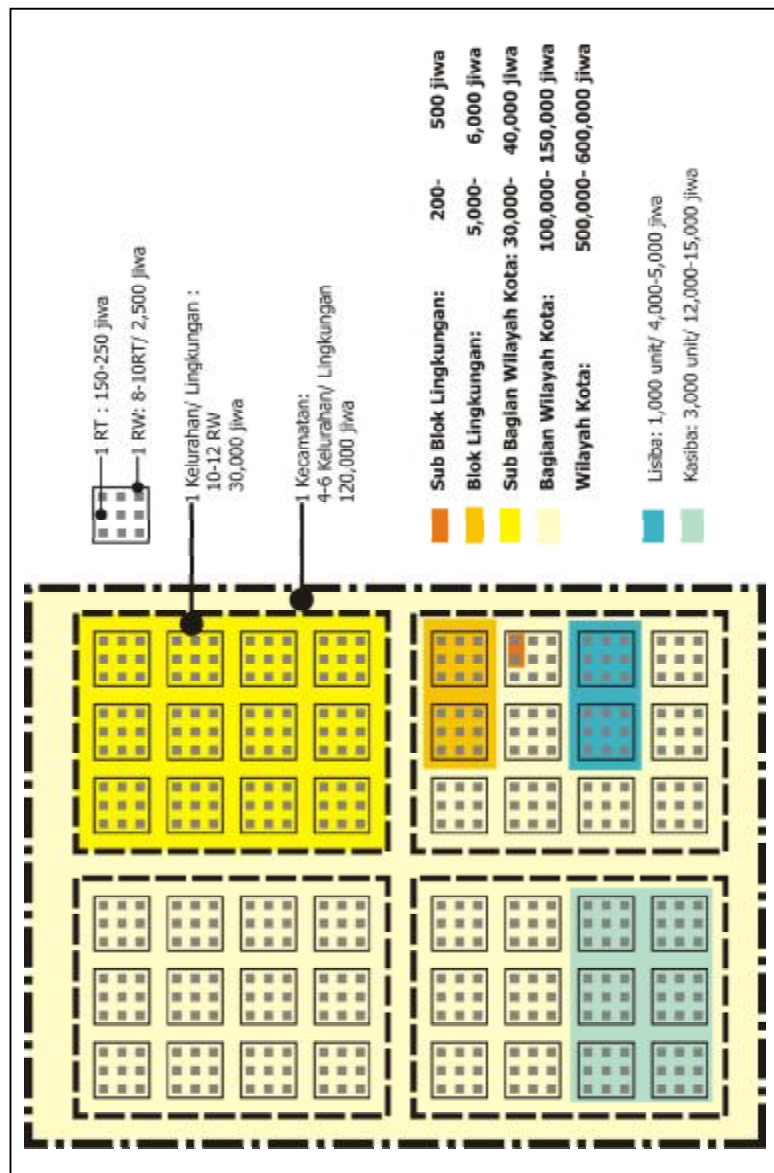 1 RT : 150-250 jiwa
1 RW: 8-10RT/ 2,500 jiwa
1 Kelurahan/ Lingkungan :
10-12 RW
30,000 jiwa
1 Kecamatan:
4-6 Kelurahan/ Lingkungan
120,000 jiwa
Sub Blok Lingkungan: 200- 500 jiwa
Blok Lingkungan: 5,000- 6,000 jiwa
Sub Bagian Wilayah Kota: 30,000- 40,000 jiwa
Bagian Wilayah Kota: 100,000- 150,000 jiwa
Wilayah Kota: 500,000- 600,000 jiwa
Lisiba: 1,000 unit/ 4,000-5,000 jiwa
Kasiba: 3,000 unit/ 12,000-15,000 jiwa